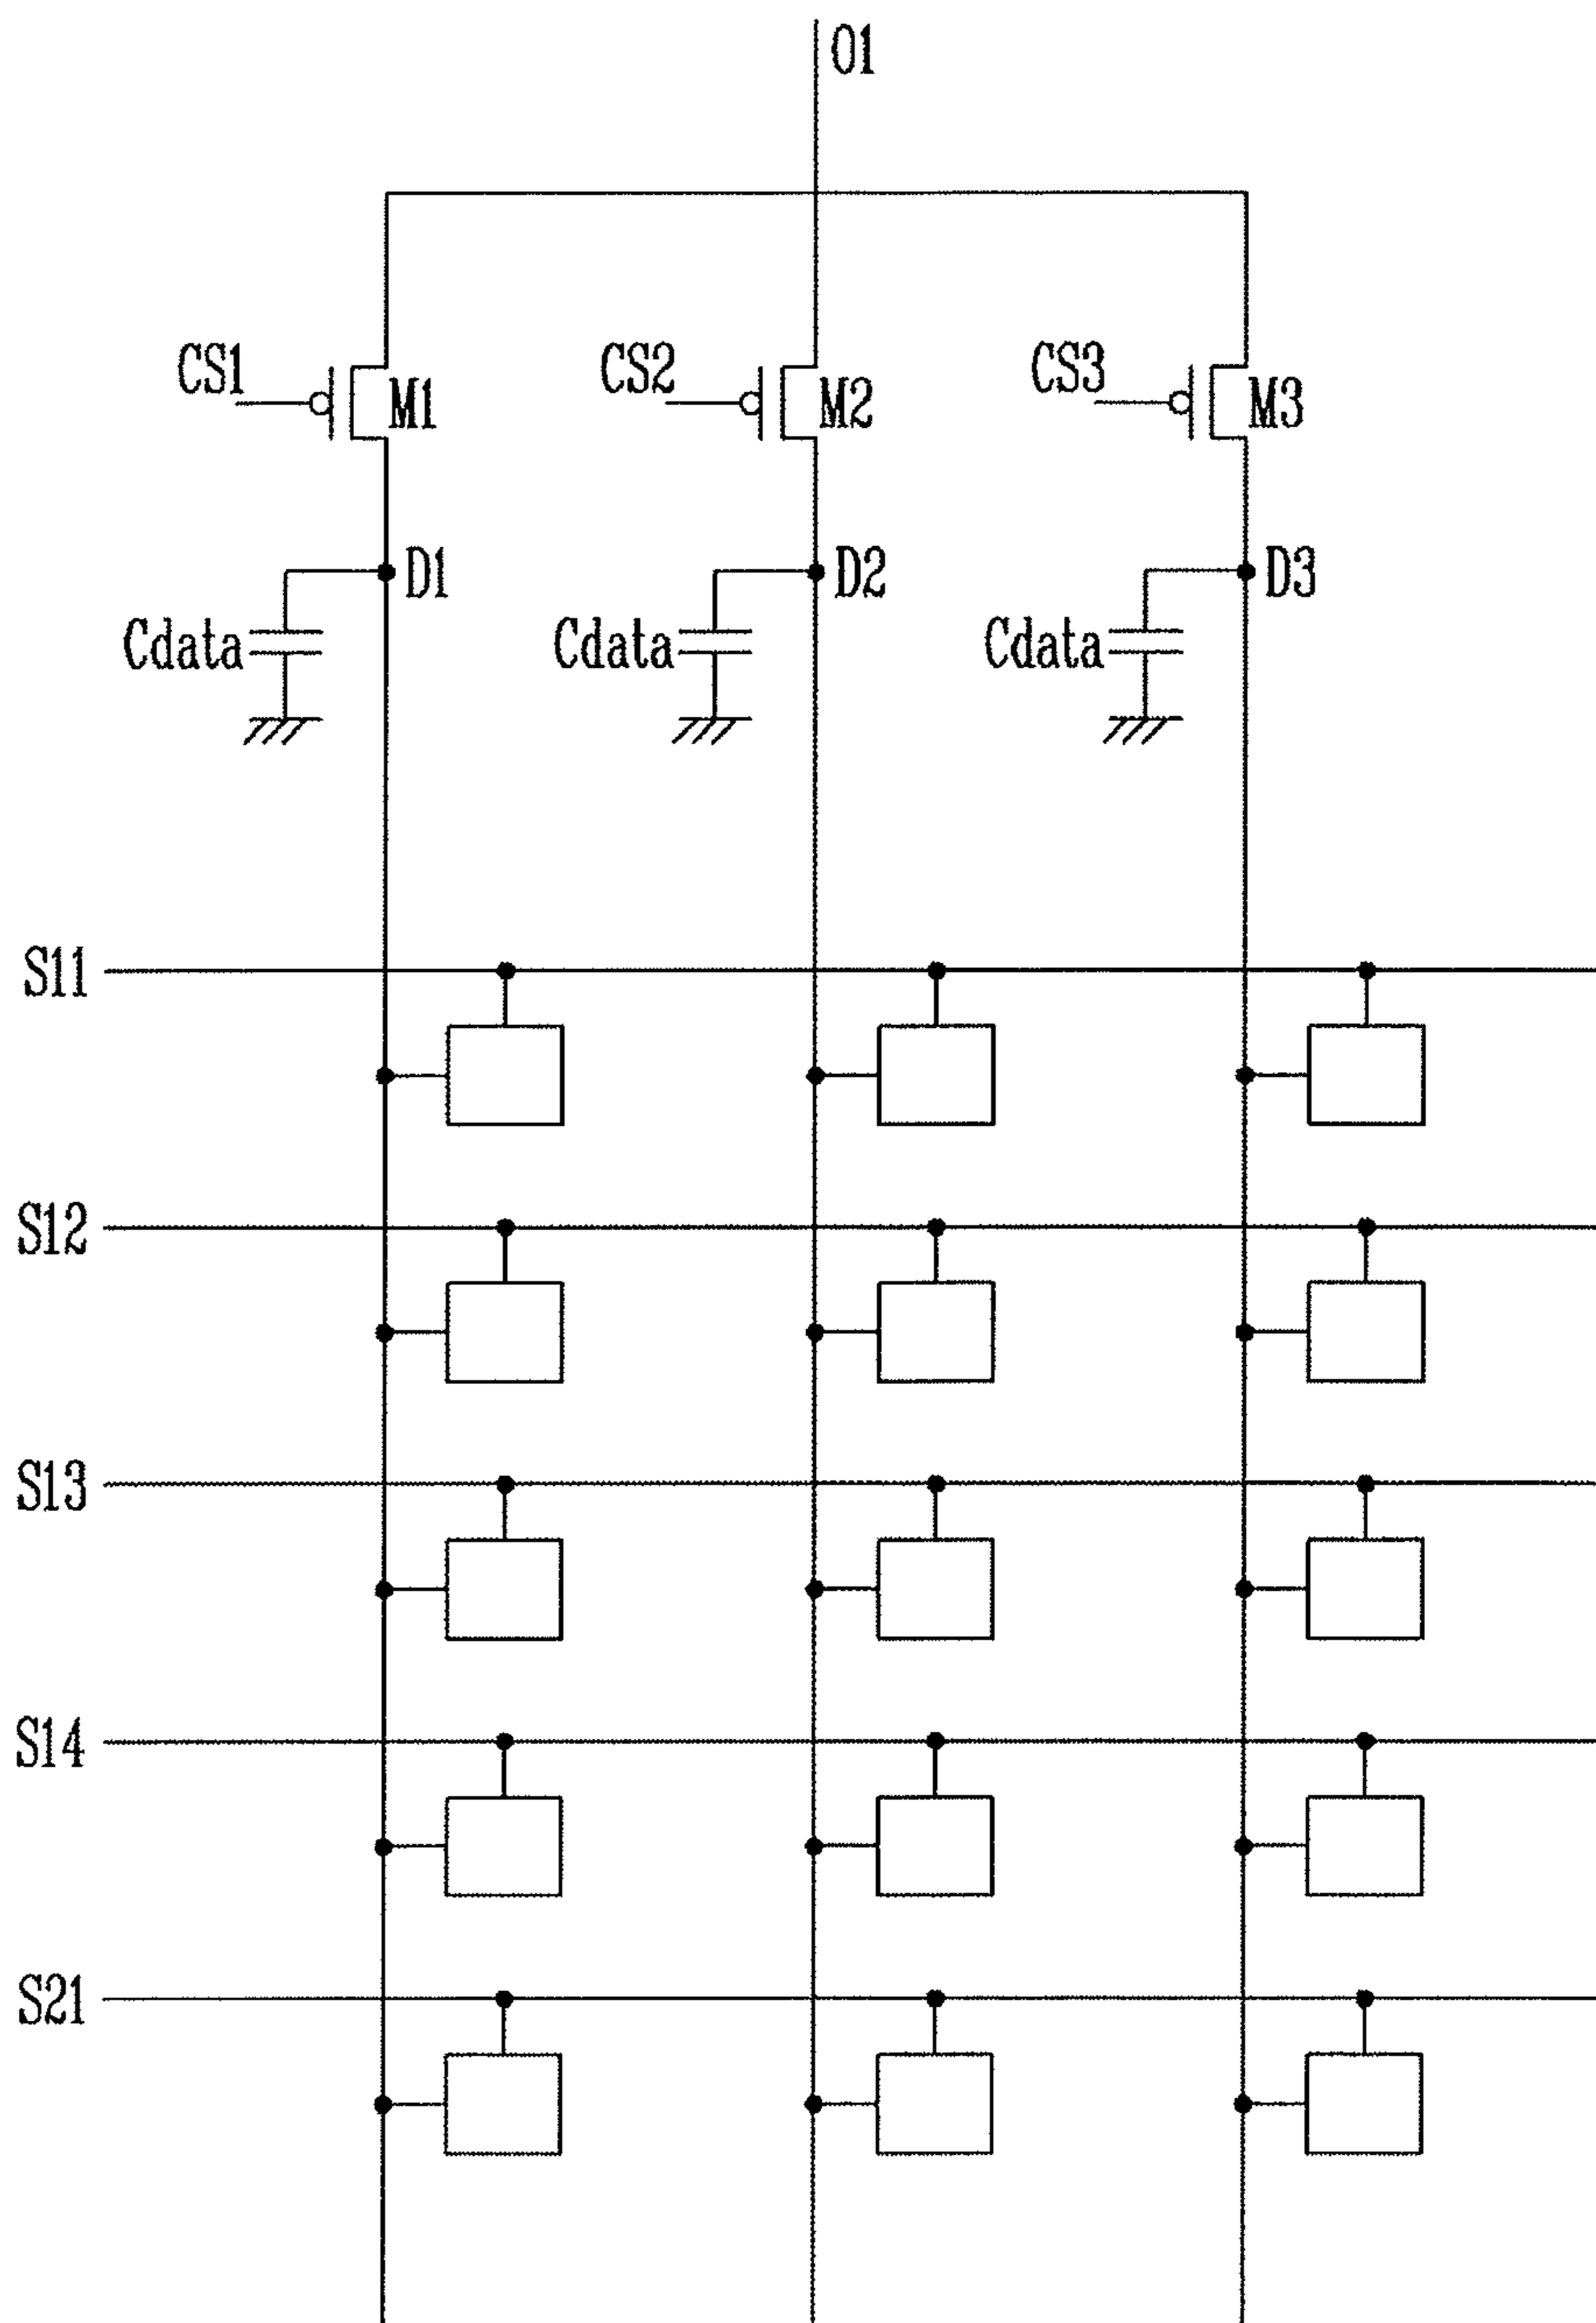 O1
CS1 M1 CS2 M2 CS3 M3
D1 D2 D3
Cdata Cdata Cdata
S11
S12
S13
S14
S21